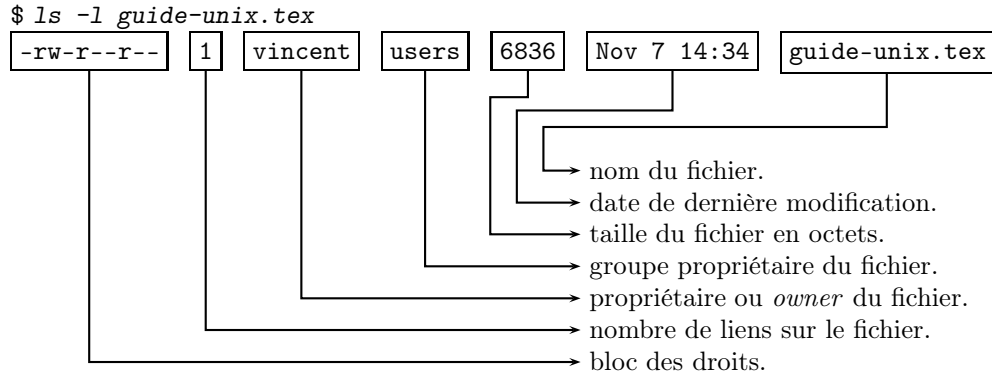 $ ls -l guide-unix.tex
-rw-r--r-- 1 vincent users 6836 Nov 7 14:34 guide-unix.tex
nom du fichier.
date de dernière modification.
taille du fichier en octets.
groupe propriétaire du fichier.
propriétaire ou owner du fichier.
nombre de liens sur le fichier.
bloc des droits.